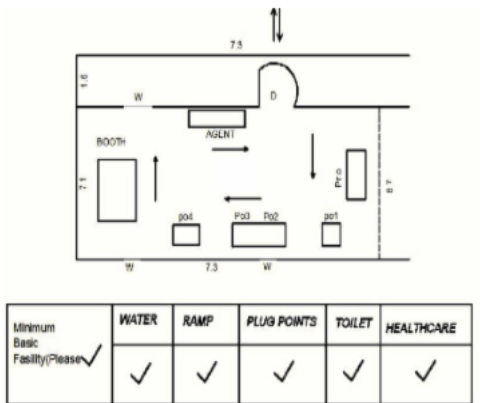 7.3
1.6
W
D
AGENT
BOOTH
7.1
Pro
8.7
po4
Po3 Po2
po1
W
7.3
W
Minimum
Basic
Fasility(Please
WATER
RAMP
PLUG POINTS
TOILET
HEALTHCARE